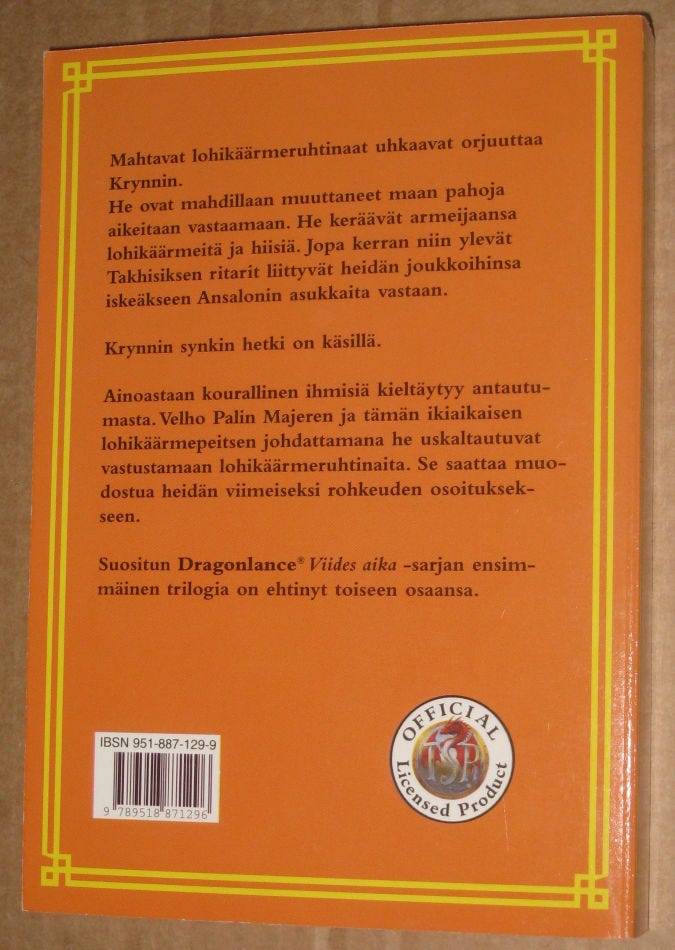 Mahtavat lohikäärmeruhtinaat uhkaavat orjuuttaa
Krynnin.
He ovat mahdillaan muuttaneet maan pahoja
aikeitaan vastaamaan. He keräävät armeijaansa
lohikäärmeitä ja hiisiä. Jopa kerran niin ylevät
Takhisiksen ritarit liittyvät heidän joukkoihinsa
iskeäkseen Ansalonin asukkaita vastaan.
Krynnin synkin hetki on käsillä.
Ainoastaan kourallinen ihmisiä kieltäytyy antautu-
masta. Velho Palin Majeren ja tämän ikiaikaisen
lohikäärmepeitsen johdattamana he uskaltautuvat
vastustamaan lohikäärmeruhtinaita. Se saattaa muo-
dostua heidän viimeiseksi rohkeuden osoituksek-
seen.
Suositun Dragonlance® Viides aika -sarjan ensim-
mäinen trilogia on ehtinyt toiseen osaansa.
IBSN 951-887-129-9
9 789518 871296
OFFICIAL
TSR
Licensed Product